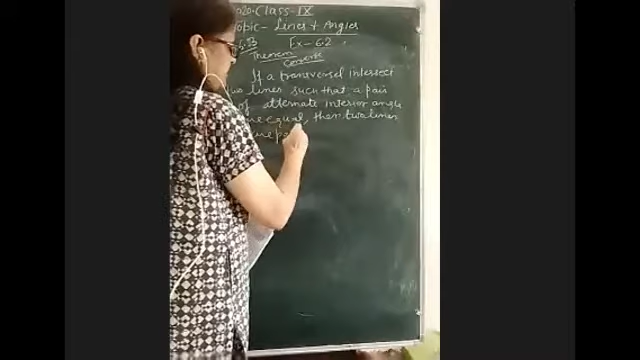 2020. Class-IX
Topic- Lines & Angles
Ex-6.2
Theorem
Converse
If a transversal intersect
two lines such that a pair
of alternate interior angle
are equal, then two lines
are pa